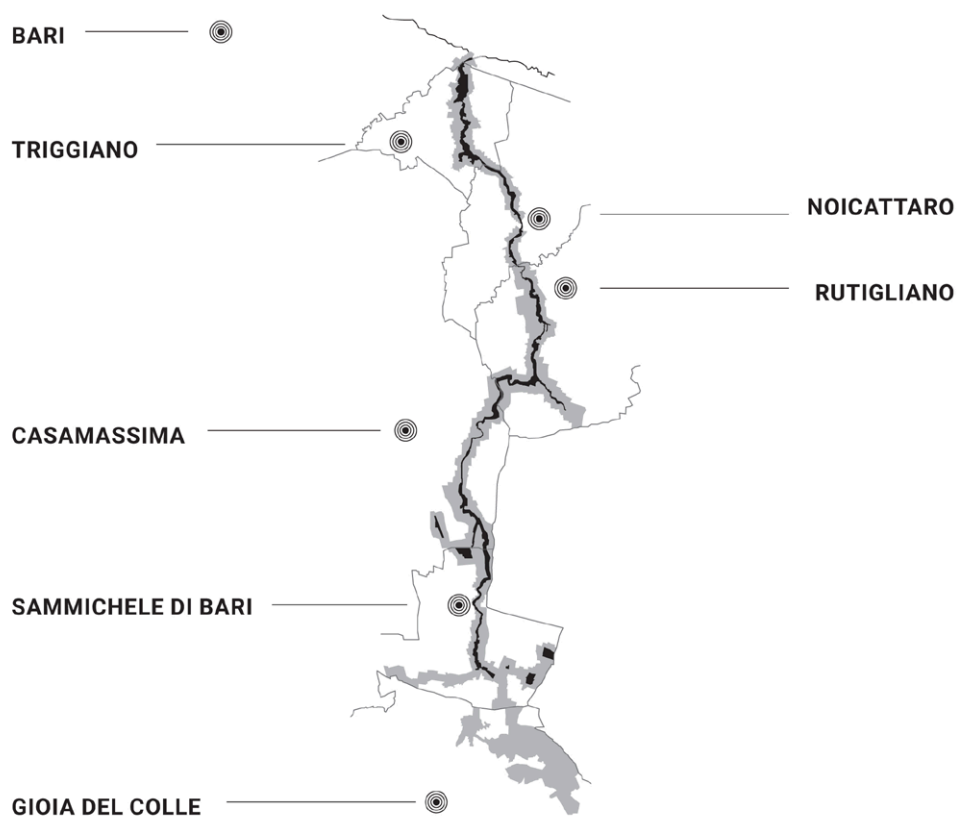 BARI
TRIGGIANO
NOICATTARO
RUTIGLIANO
CASAMASSIMA
SAMMICHELE DI BARI
GIOIA DEL COLLE